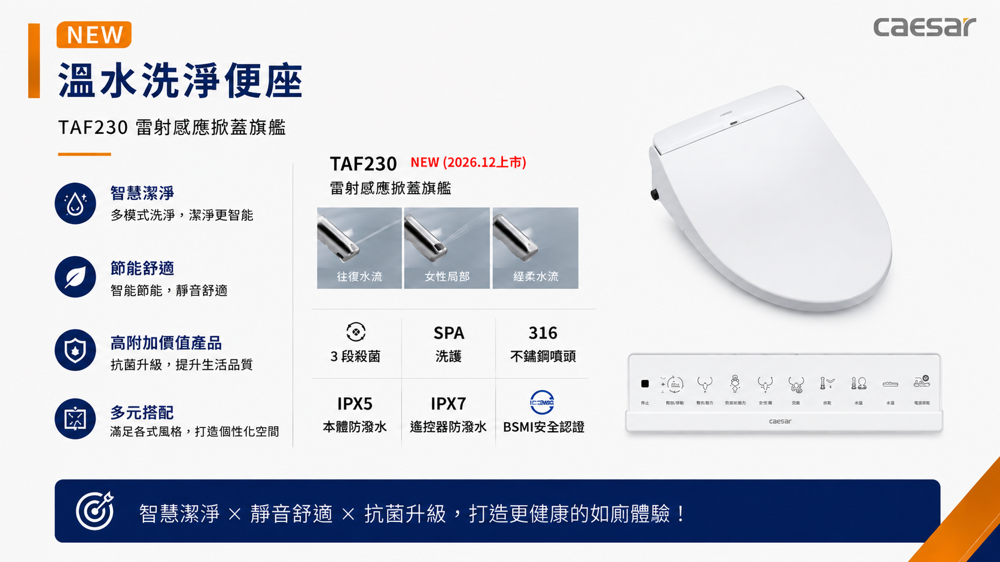 NEW
caesar
溫水洗淨便座
TAF230 雷射感應掀蓋旗艦
智慧潔淨
多模式洗淨，潔淨更智能
節能舒適
智能節能，靜音舒適
高附加價值產品
抗菌升級，提升生活品質
多元搭配
滿足各式風格，打造個性化空間
TAF230 NEW (2026.12上市)
雷射感應掀蓋旗艦
往復水流
女性局部
經柔水流
3 段殺菌
SPA
洗護
316
不鏽鋼噴頭
IPX5
本體防潑水
IPX7
遙控器防潑水
BSMI安全認證
caesar
停止
水溫
水溫
caesar
智慧潔淨 × 靜音舒適 × 抗菌升級，打造更健康的如廁體驗！